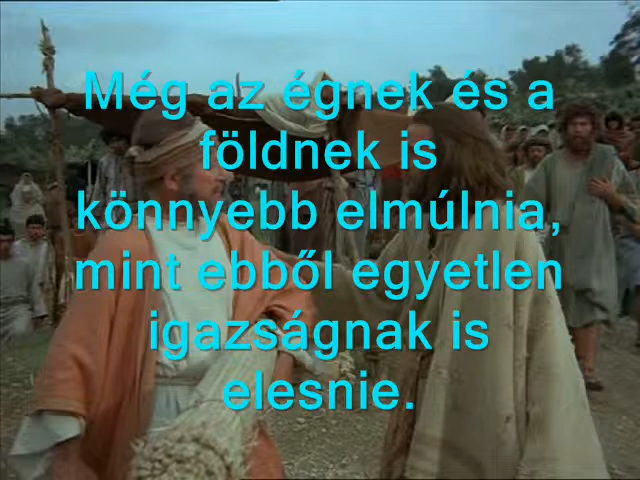 Még az égnek és a
földnek is
könnyebb elmúlnia,
mint ebből egyetlen
igazságnak is
elesnie.